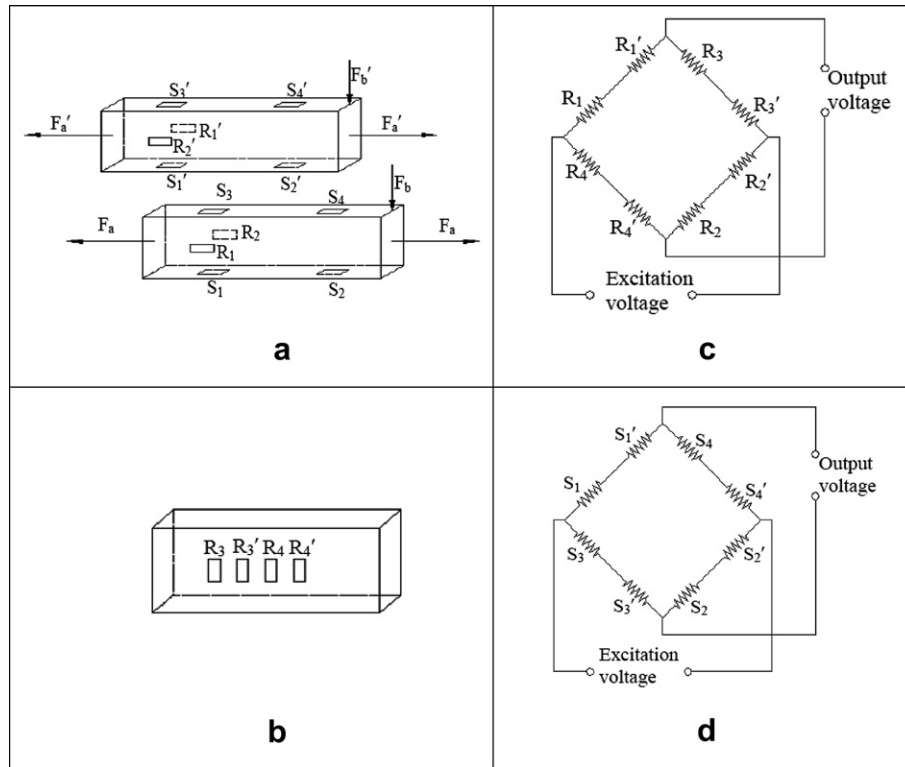 S3′ S4′ Fb′
Fa′ R1′ Fa′
R2′
S1′ S2′ Fb
S3 S4
Fa R2 Fa
R1
S1 S2
a
R1′ R3
Output
voltage
R1 R3′
R4 R2′
R4′ R2
Excitation
voltage
c
R3 R3′ R4 R4′
b
S1′ S4
Output
voltage
S1 S4′
S3 S2′
S3′ S2
Excitation
voltage
d